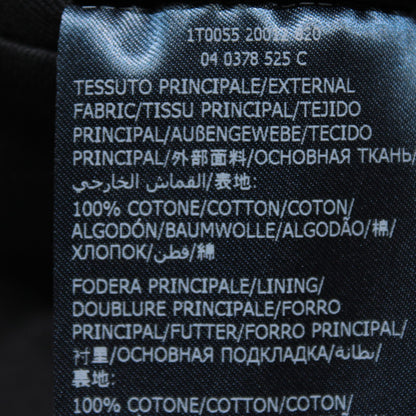 1T0055 20012 820
04 0378 525 C
TESSUTO PRINCIPALE/EXTERNAL
FABRIC/TISSU PRINCIPAL/TEJIDO
PRINCIPAL/AUßENGEWEBE/TECIDO
PRINCIPAL/外部面料/ОСНОВНАЯ ТКАНЬ/
القماش الخارجي/表地:
100% COTONE/COTTON/COTON/
ALGODÓN/BAUMWOLLE/ALGODÃO/棉/
ХЛОПОК/قطن/綿
FODERA PRINCIPALE/LINING/
DOUBLURE PRINCIPALE/FORRO
PRINCIPAL/FUTTER/FORRO PRINCIPAL/
衬里/ОСНОВНАЯ ПОДКЛАДКА/بطانة/
裏地:
100% COTONE/COTTON/COTON/